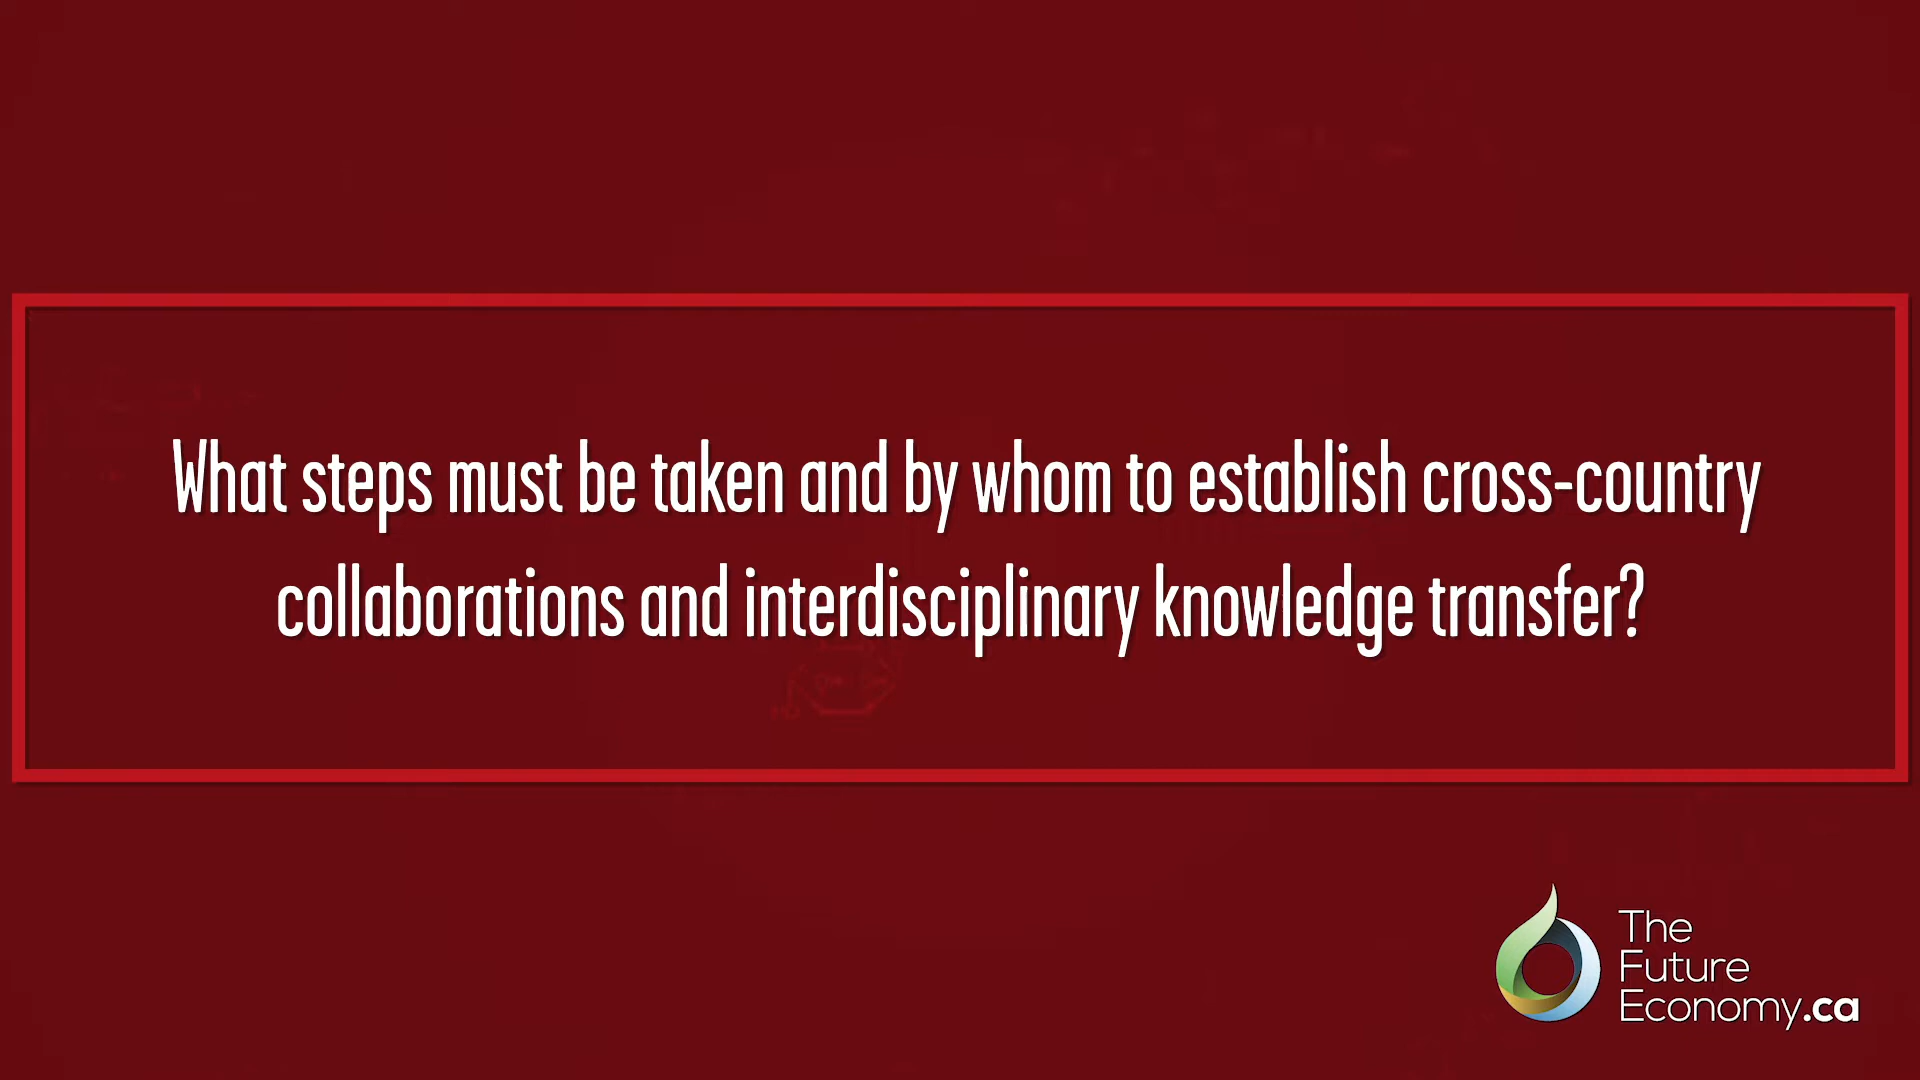 What steps must be taken and by whom to establish cross-country
collaborations and interdisciplinary knowledge transfer?
The
Future
Economy.ca